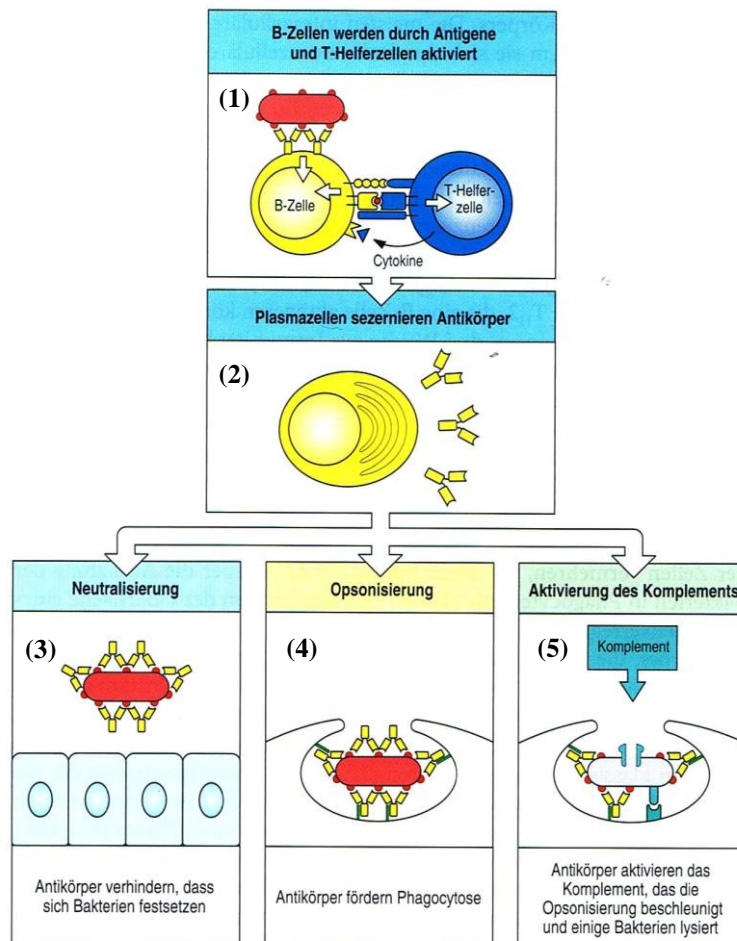 B-Zellen werden durch Antigene
und T-Helferzellen aktiviert
(1)
B-Zelle
T-Helfer-
zelle
Cytokine
Plasmazellen sezernieren Antikörper
(2)
Neutralisierung
(3)
Antikörper verhindern, dass
sich Bakterien festsetzen
Opsonisierung
(4)
Antikörper fördern Phagocytose
Aktivierung des Komplements
(5)
Komplement
Antikörper aktivieren das
Komplement, das die
Opsonisierung beschleunigt
und einige Bakterien lysiert